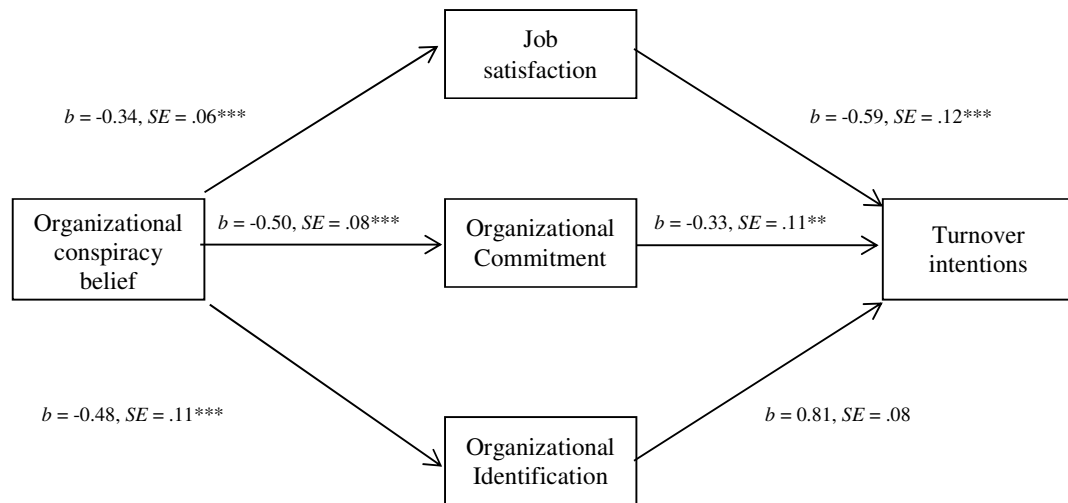 Job
satisfaction
b = -0.34, SE = .06***
b = -0.59, SE = .12***
Organizational
conspiracy
belief
b = -0.50, SE = .08***
Organizational
Commitment
b = -0.33, SE = .11**
Turnover
intentions
b = -0.48, SE = .11***
Organizational
Identification
b = 0.81, SE = .08